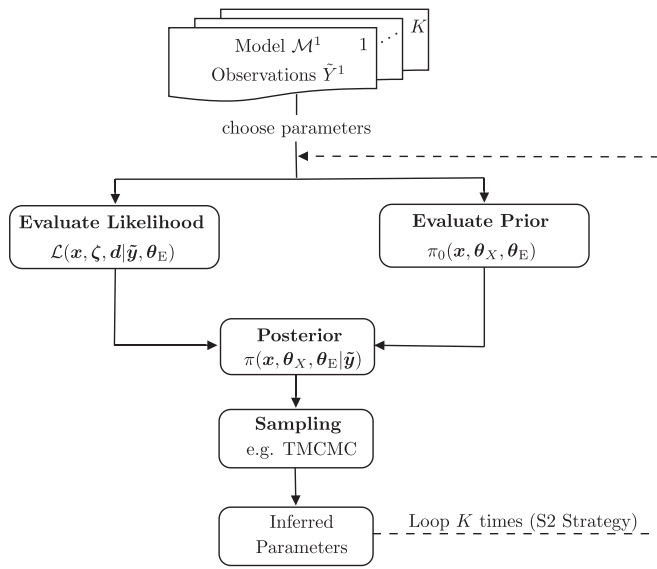 K
Model 𝓜¹ 1 ⋰
Observations Ỹ¹
choose parameters
Evaluate Likelihood
𝓛(x, ζ, d|ỹ, θ_E)
Evaluate Prior
π₀(x, θ_X, θ_E)
Posterior
π(x, θ_X, θ_E|ỹ)
Sampling
e.g. TMCMC
Inferred
Parameters
Loop K times (S2 Strategy)